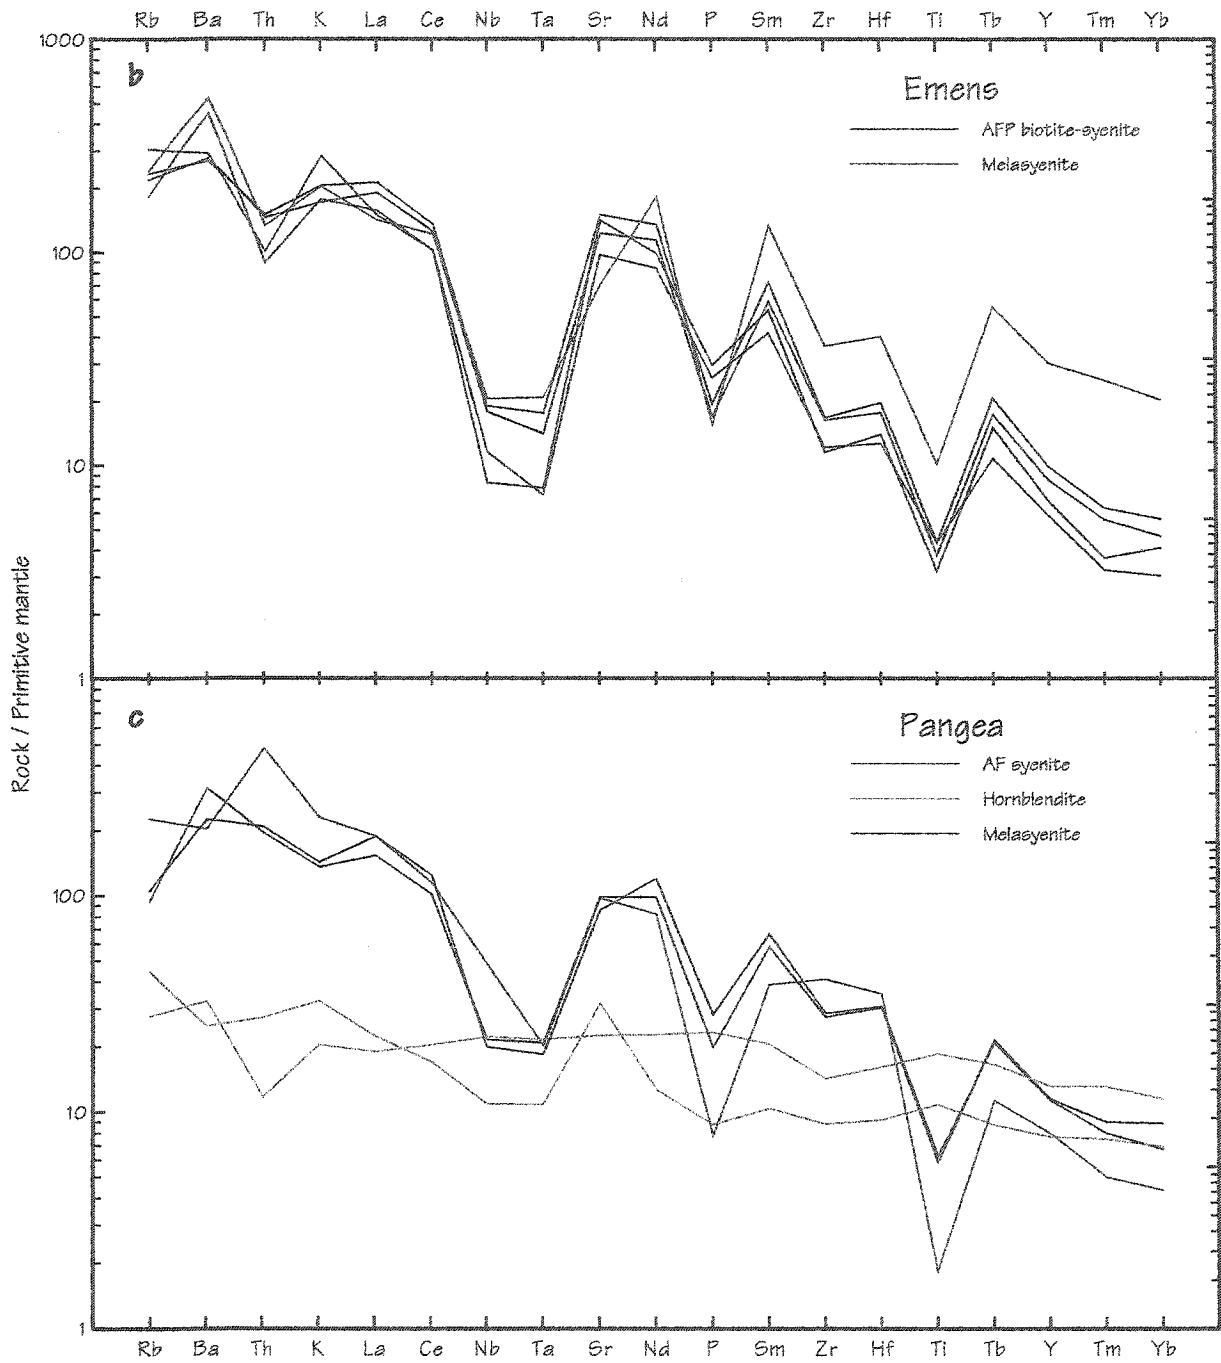 Rb Ba Th K La Ce Nb Ta Sr Nd P Sm Zr Hf Ti Tb Y Tm Yb
1000
b
Emens
AFP biotite-syenite
Melasyenite
100
10
1
Rock / Primitive mantle
c
Pangea
AF syenite
Hornblendite
Melasyenite
100
10
1
Rb Ba Th K La Ce Nb Ta Sr Nd P Sm Zr Hf Ti Tb Y Tm Yb